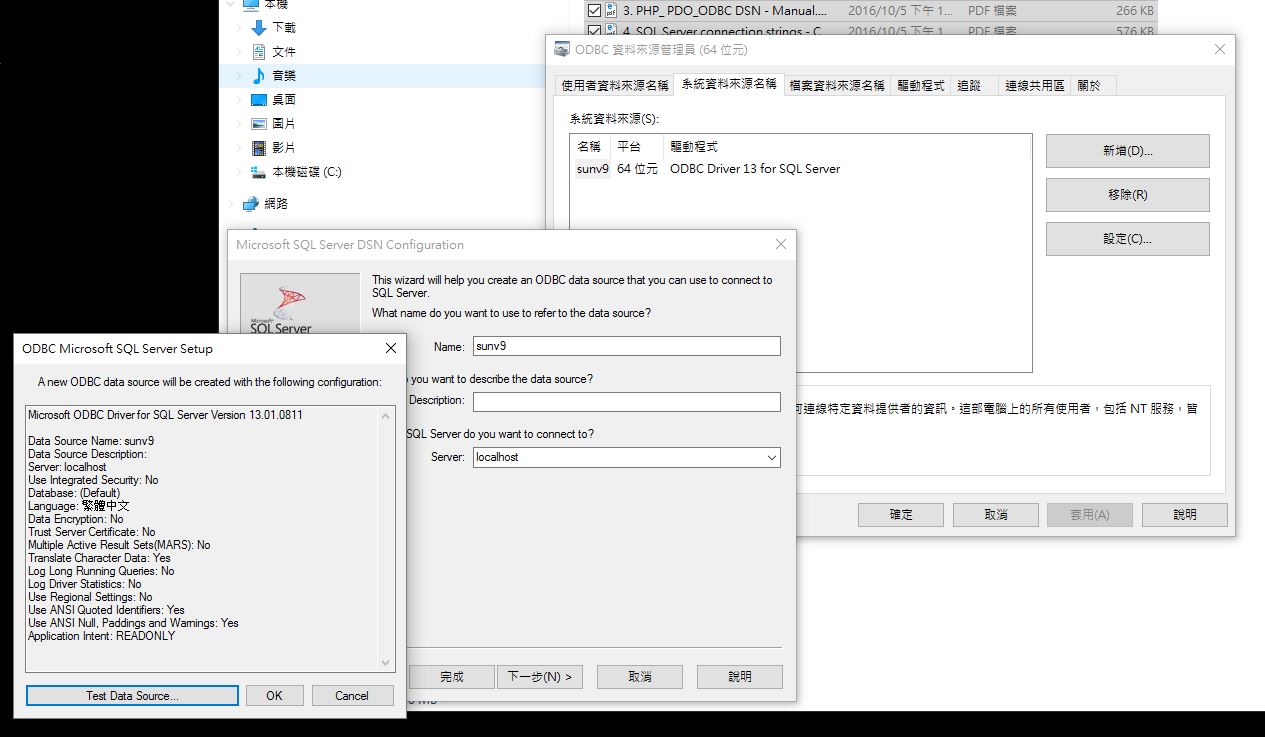 本機
下載
文件
音樂
桌面
圖片
影片
本機磁碟 (C:)
網路
3. PHP_ PDO_ODBC DSN - Manual.... 2016/10/5 下午 1... PDF 檔案 266 KB
4. SQL Server connection strings - C 2016/10/5 下午 1... PDF 檔案 576 KB
ODBC 資料來源管理員 (64 位元)
使用者資料來源名稱 系統資料來源名稱 檔案資料來源名稱 驅動程式 追蹤 連線共用區 關於
系統資料來源(S):
名稱 平台 驅動程式
sunv9 64 位元 ODBC Driver 13 for SQL Server
新增(D)...
移除(R)
設定(C)...
可連線特定資料提供者的資訊。這部電腦上的所有使用者，包括 NT 服務，皆
確定 取消 套用(A) 說明
Microsoft SQL Server DSN Configuration
Microsoft
SQL Server
This wizard will help you create an ODBC data source that you can use to connect to
SQL Server.
What name do you want to use to refer to the data source?
Name: sunv9
you want to describe the data source?
Description:
SQL Server do you want to connect to?
Server: localhost
完成 下一步(N) > 取消 說明
ODBC Microsoft SQL Server Setup
A new ODBC data source will be created with the following configuration:
Microsoft ODBC Driver for SQL Server Version 13.01.0811
Data Source Name: sunv9
Data Source Description:
Server: localhost
Use Integrated Security: No
Database: (Default)
Language: 繁體中文
Data Encryption: No
Trust Server Certificate: No
Multiple Active Result Sets(MARS): No
Translate Character Data: Yes
Log Long Running Queries: No
Log Driver Statistics: No
Use Regional Settings: No
Use ANSI Quoted Identifiers: Yes
Use ANSI Null, Paddings and Warnings: Yes
Application Intent: READONLY
Test Data Source... OK Cancel
MB